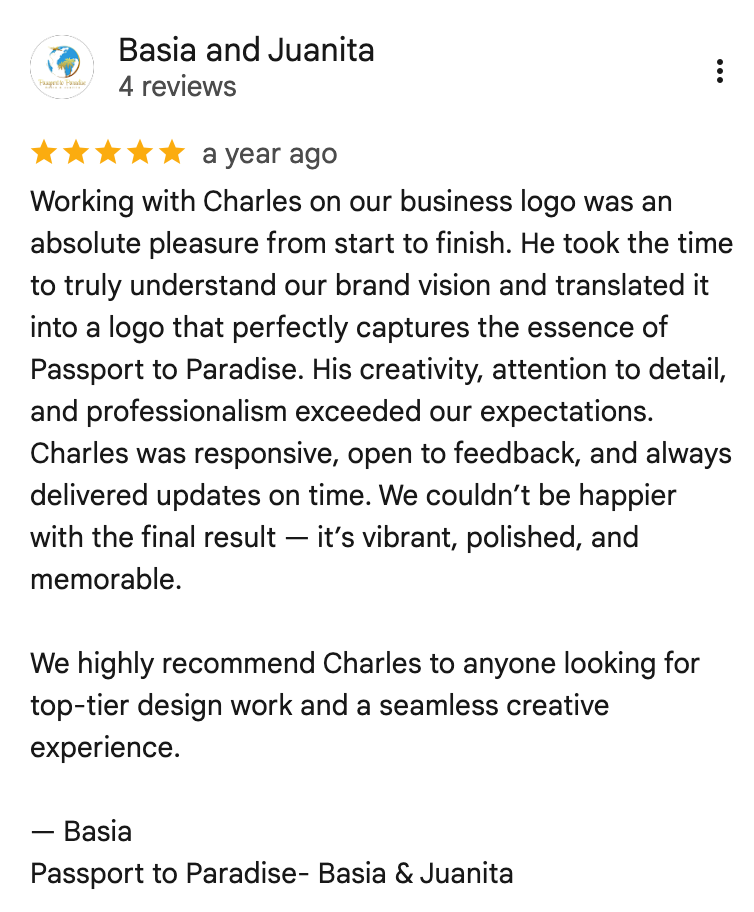 Basia and Juanita
4 reviews
a year ago
Working with Charles on our business logo was an
absolute pleasure from start to finish. He took the time
to truly understand our brand vision and translated it
into a logo that perfectly captures the essence of
Passport to Paradise. His creativity, attention to detail,
and professionalism exceeded our expectations.
Charles was responsive, open to feedback, and always
delivered updates on time. We couldn’t be happier
with the final result — it’s vibrant, polished, and
memorable.
We highly recommend Charles to anyone looking for
top-tier design work and a seamless creative
experience.
— Basia
Passport to Paradise- Basia & Juanita